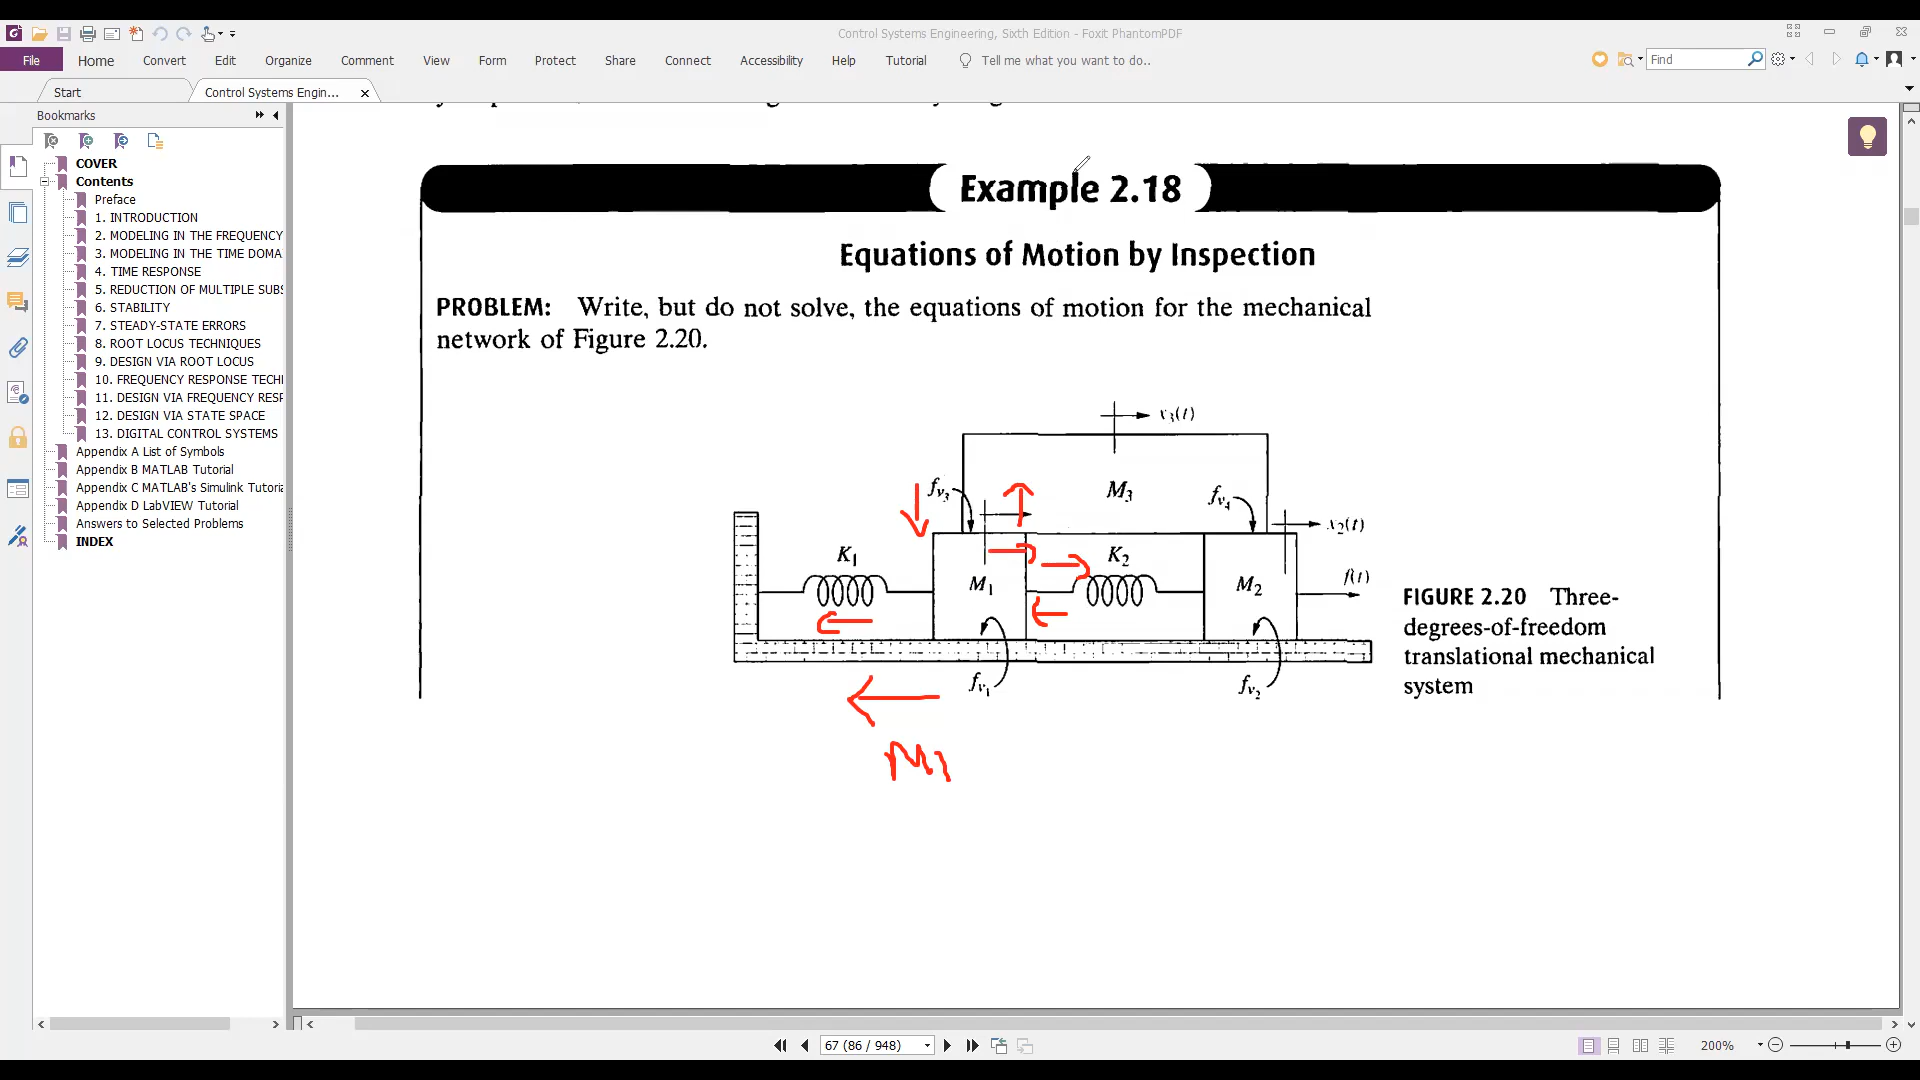 Control Systems Engineering, Sixth Edition - Foxit PhantomPDF
File Home Convert Edit Organize Comment View Form Protect Share Connect Accessibility Help Tutorial Tell me what you want to do.. Find
Start Control Systems Engin...
Bookmarks
COVER
Contents
Preface
1. INTRODUCTION
2. MODELING IN THE FREQUENCY
3. MODELING IN THE TIME DOMA
4. TIME RESPONSE
5. REDUCTION OF MULTIPLE SUBS
6. STABILITY
7. STEADY-STATE ERRORS
8. ROOT LOCUS TECHNIQUES
9. DESIGN VIA ROOT LOCUS
10. FREQUENCY RESPONSE TECH
11. DESIGN VIA FREQUENCY RESP
12. DESIGN VIA STATE SPACE
13. DIGITAL CONTROL SYSTEMS
Appendix A List of Symbols
Appendix B MATLAB Tutorial
Appendix C MATLAB's Simulink Tutoria
Appendix D LabVIEW Tutorial
Answers to Selected Problems
INDEX
Example 2.18
Equations of Motion by Inspection
PROBLEM: Write, but do not solve, the equations of motion for the mechanical
network of Figure 2.20.
x3(t)
fv3 M3 fv4
x2(t)
K1 K2
M1 M2 f(t)
fv1 fv2
M1
FIGURE 2.20 Three-
degrees-of-freedom
translational mechanical
system
67 (86 / 948)
200%